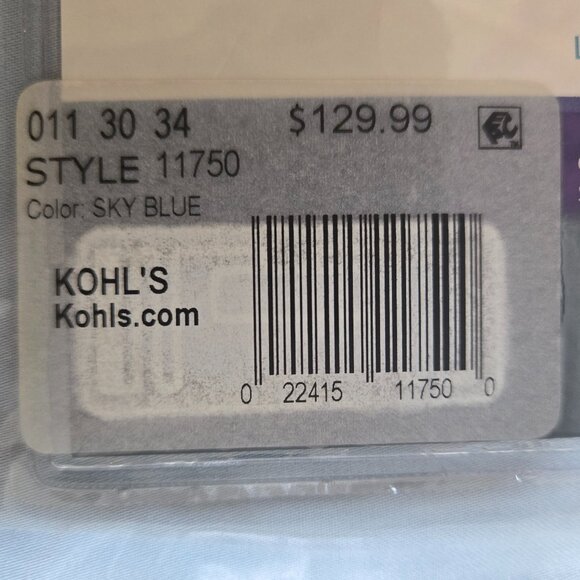 011 30 34 $129.99
STYLE 11750
Color: SKY BLUE
KOHL'S
Kohls.com
0 22415 11750 0